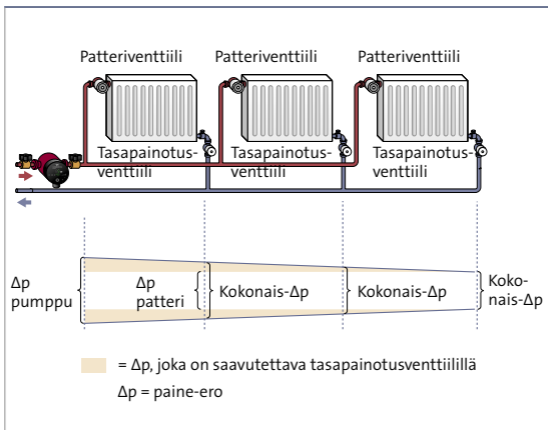 Patteriventtiili Patteriventtiili Patteriventtiili
Tasapainotus-
venttiili
Tasapainotus-
venttiili
Tasapainotus-
venttiili
Δp
pumppu
Δp
patteri
Kokonais-Δp
Kokonais-Δp
Koko-
nais-Δp
= Δp, joka on saavutettava tasapainotusventtiilillä
Δp = paine-ero